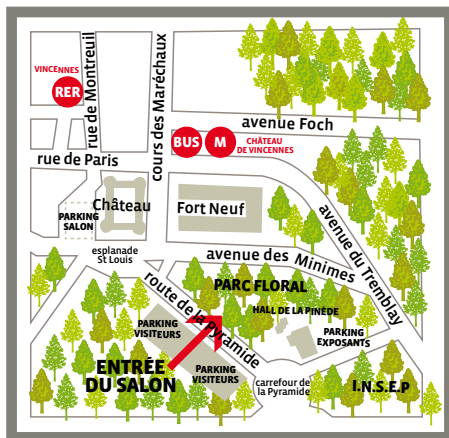 VINCENNES
RER
rue de Montreuil
cours des Maréchaux
avenue Foch
BUS
M
CHÂTEAU
DE VINCENNES
rue de Paris
Château
Fort Neuf
PARKING
SALON
avenue du Tremblay
esplanade
St Louis
avenue des Minimes
route de la Pyramide
PARC FLORAL
HALL DE LA PINÈDE
PARKING
VISITEURS
PARKING
EXPOSANTS
ENTRÉE
DU SALON
PARKING
VISITEURS
carrefour de
la Pyramide
I.N.S.E.P